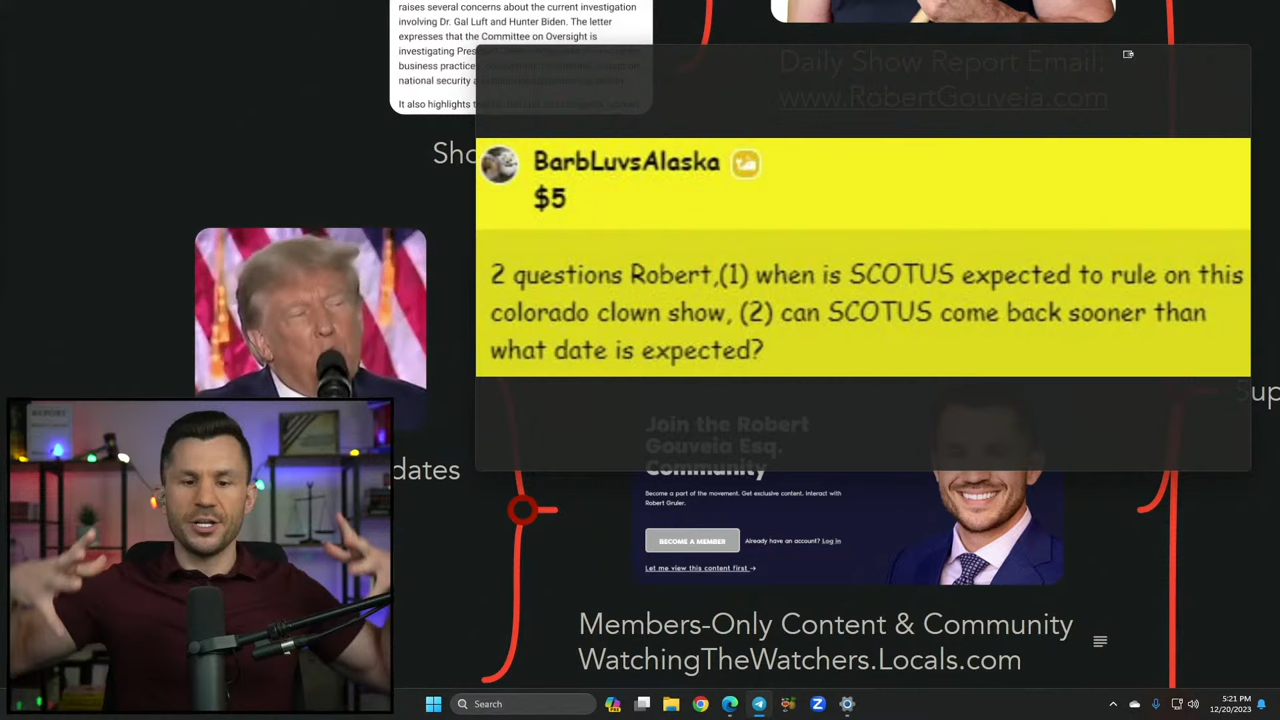 raises several concerns about the current investigation
involving Dr. Gal Luft and Hunter Biden. The letter
expresses that the Committee on Oversight is
investigating
business practices
national security
It also highlights
Daily Show Report Email:
www.RobertGouveia.com
BarbLuvsAlaska
$5
2 questions Robert,(1) when is SCOTUS expected to rule on this
colorado clown show, (2) can SCOTUS come back sooner than
what date is expected?
Join the Robert
Gouveia Esq.
Community
Become a part of the movement. Get exclusive content. Interact with
Robert Gruler.
BECOME A MEMBER
Already have an account? Log in
Let me view this content first →
dates
Sup
Members-Only Content & Community
WatchingTheWatchers.Locals.com
Search
5:21 PM
12/20/2023